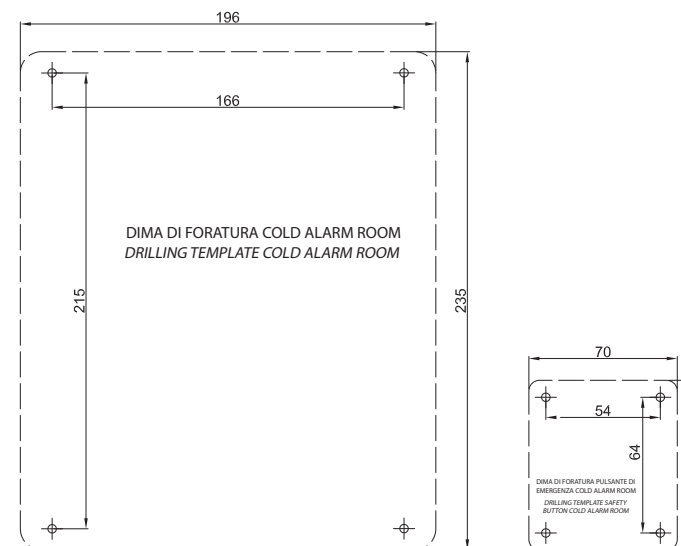 196
166
DIMA DI FORATURA COLD ALARM ROOM
DRILLING TEMPLATE COLD ALARM ROOM
215
235
70
54
64
DIMA DI FORATURA PULSANTE DI
EMERGENZA COLD ALARM ROOM
DRILLING TEMPLATE SAFETY
BUTTON COLD ALARM ROOM